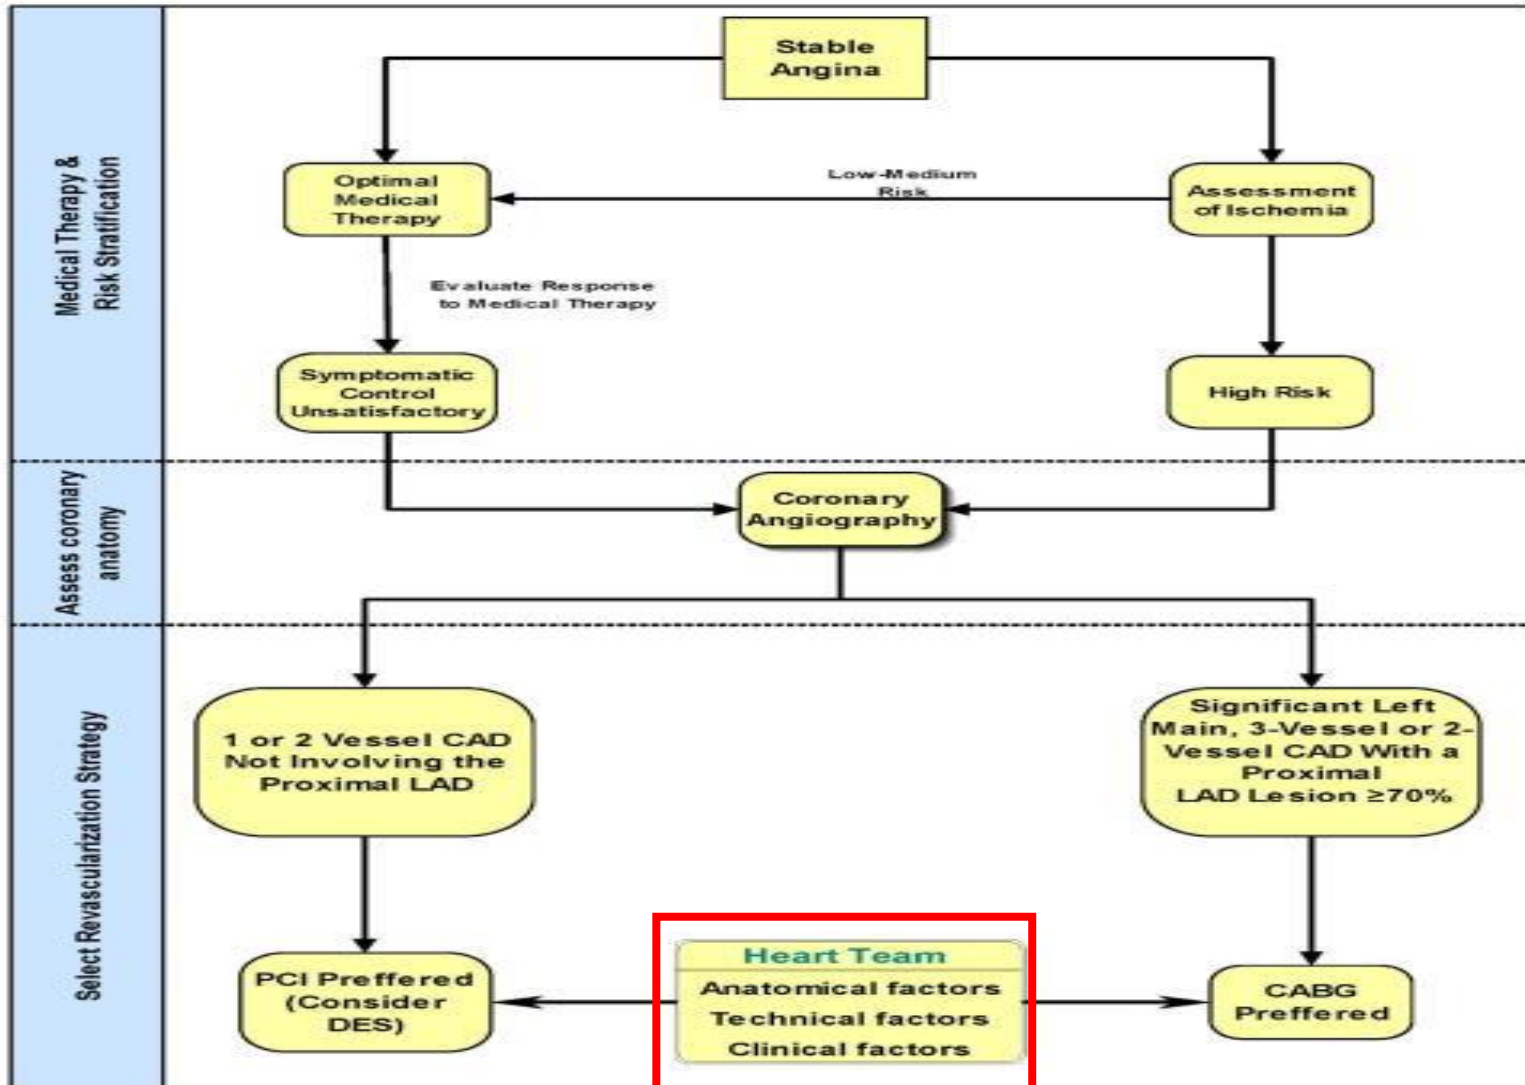 Stable
Angina
Medical Therapy &
Risk Stratification
Optimal
Medical
Therapy
Low-Medium
Risk
Assessment
of Ischemia
Evaluate Response
to Medical Therapy
Symptomatic
Control
Unsatisfactory
High Risk
Assess coronary
anatomy
Coronary
Angiography
Select Revascularization Strategy
1 or 2 Vessel CAD
Not Involving the
Proximal LAD
Significant Left
Main, 3-Vessel or 2-
Vessel CAD With a
Proximal
LAD Lesion ≥70%
PCI Preffered
(Consider
DES)
Heart Team
Anatomical factors
Technical factors
Clinical factors
CABG
Preffered